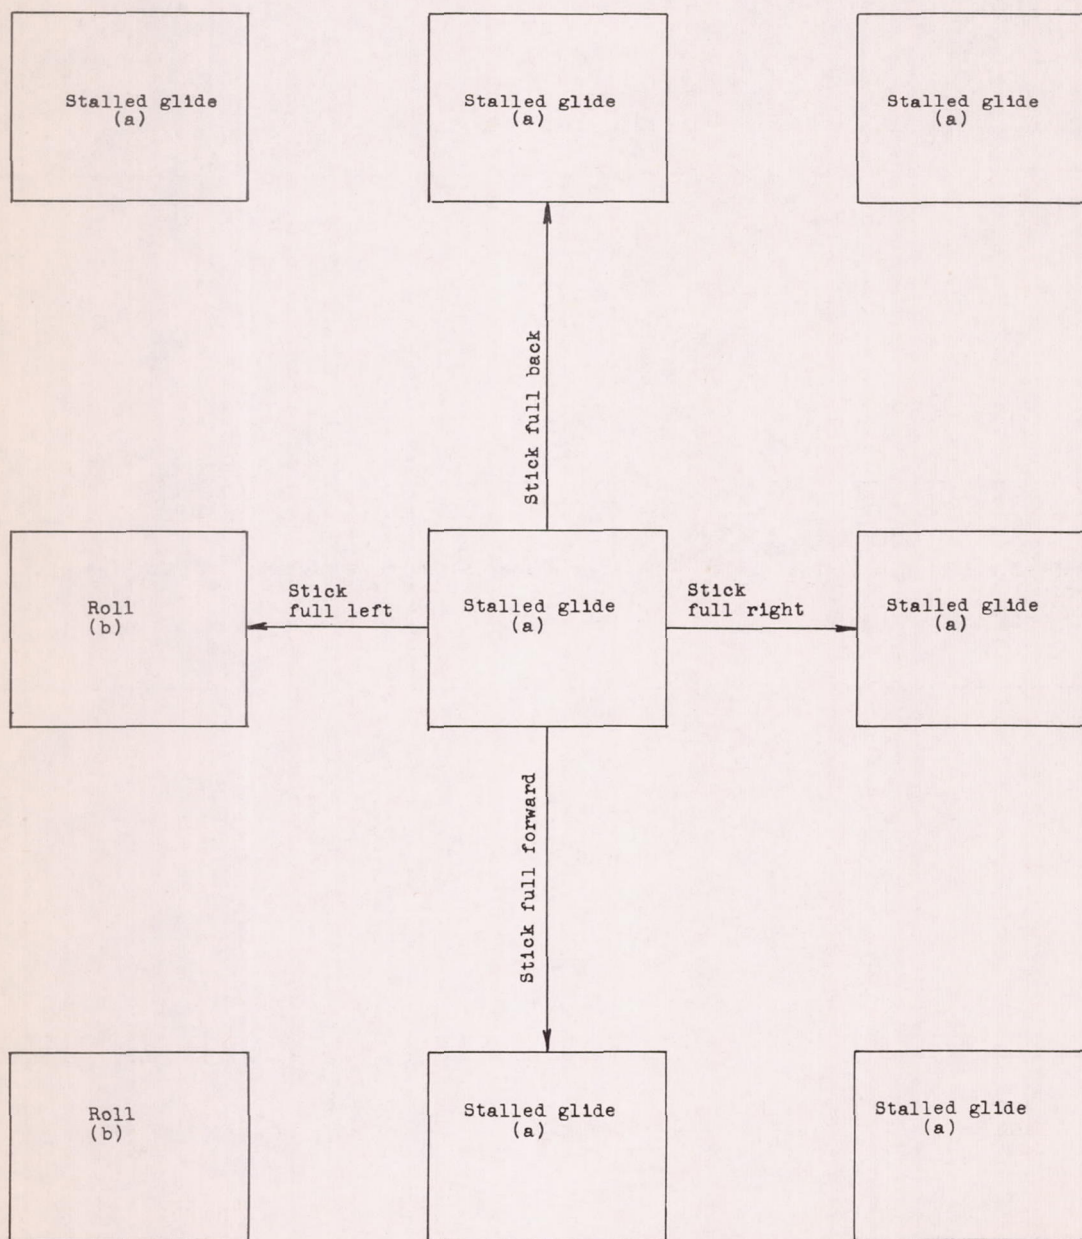 Stalled glide
(a)
Stalled glide
(a)
Stalled glide
(a)
Stick full back
Roll
(b)
Stick
full left
Stalled glide
(a)
Stick
full right
Stalled glide
(a)
Stick full forward
Roll
(b)
Stalled glide
(a)
Stalled glide
(a)